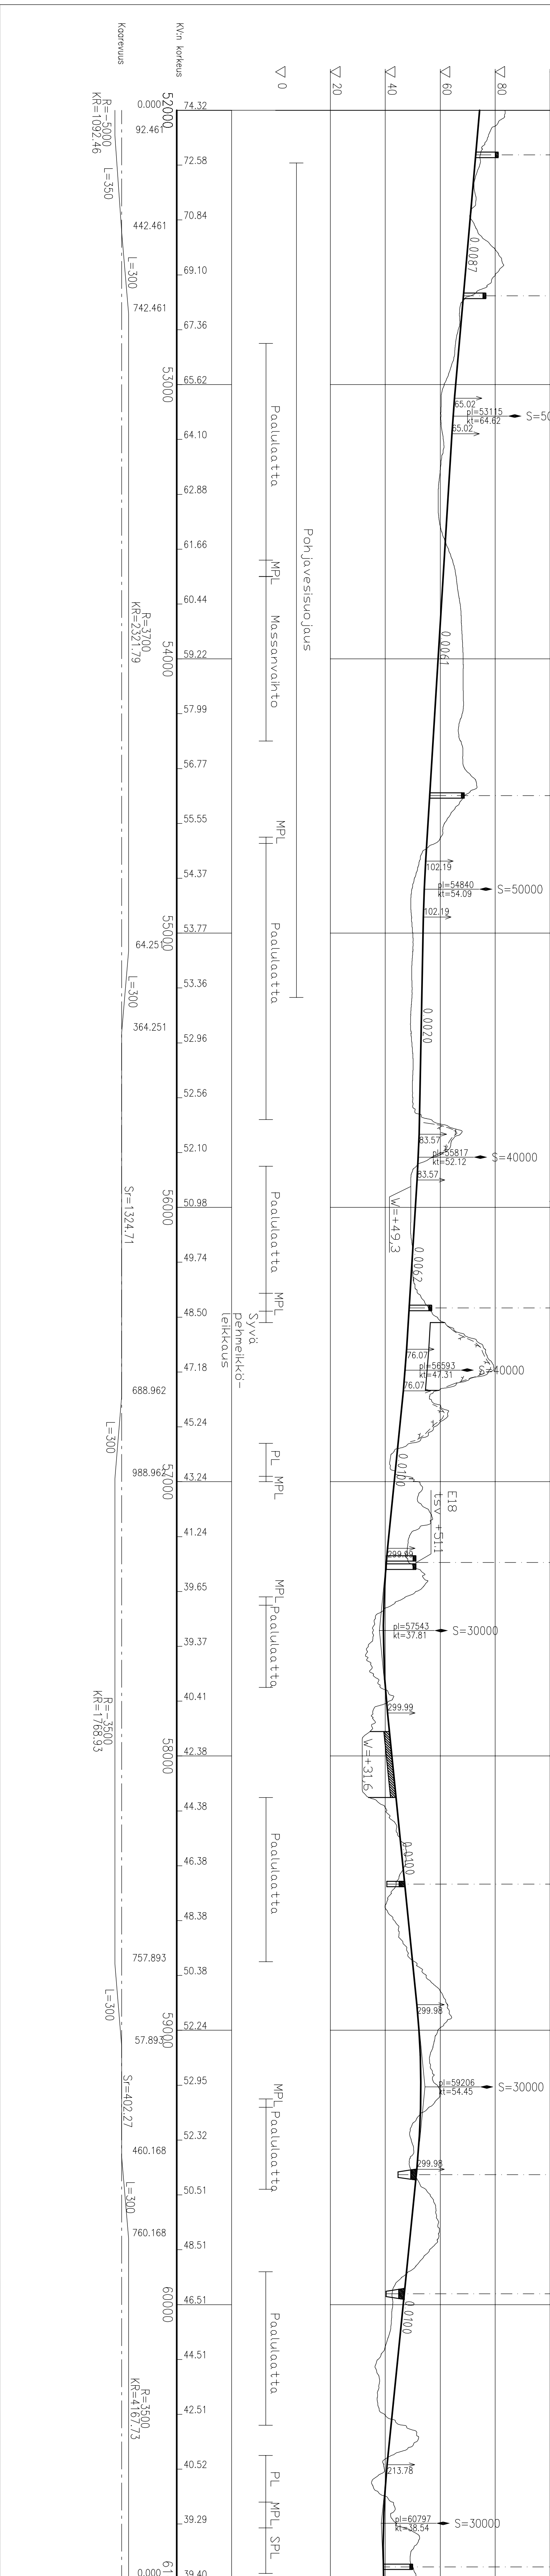 80
60
40
20
0
KV:n korkeus
Kaarevuus
74.32
72.58
70.84
69.10
67.36
65.62
64.10
62.88
61.66
60.44
59.22
57.99
56.77
55.55
54.37
53.77
53.36
52.96
52.56
52.10
50.98
49.74
48.50
47.18
45.24
43.24
41.24
39.65
39.37
40.41
42.38
44.38
46.38
48.38
50.38
52.24
52.95
52.32
50.51
48.51
46.51
44.51
42.51
40.52
39.29
39.40
52000
53000
54000
55000
56000
57000
58000
59000
60000
61
0.000
92.461
442.461
742.461
64.251
364.251
688.962
988.962
757.893
57.893
460.168
760.168
0.000
R=-5000
KR=1092.46
L=350
L=300
R=3700
KR=2321.79
L=300
Sr=1324.71
L=300
R=-3500
KR=1768.93
L=300
Sr=402.27
L=300
R=3500
KR=4167.73
Pohjavesisuojaus
Paalulaatta
MPL
Massanvaihto
MPL
Paalulaatta
Paalulaatta
MPL
Syvä
pehmeikkö-
leikkaus
PL
MPL
MPL
Paalulaatta
Paalulaatta
MPL
Paalulaatta
Paalulaatta
PL
MPL
SPL
0.0087
65.02
pl=53115
kt=64.62
65.02
S=50
0.0061
102.19
pl=54840
kt=54.09
102.19
S=50000
0.0020
83.57
pl=55817
kt=52.12
83.57
S=40000
W=+49,3
0.0062
76.07
pl=56593
kt=47.31
76.07
S=40000
0.0100
E18
tsv +51.1
299.99
pl=57543
kt=37.81
299.99
S=30000
W=+31,6
0.0100
299.98
pl=59206
kt=54.45
299.98
S=30000
0.0100
213.78
pl=60797
kt=38.54
S=30000